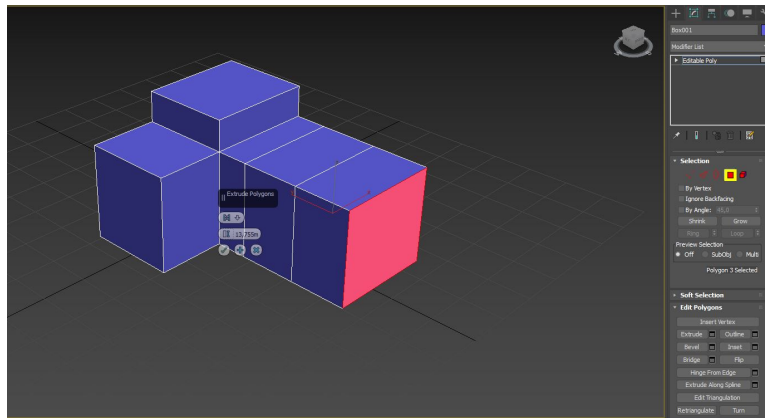 Box001
Modifier List
Editable Poly
Extrude Polygons
13,755m
Selection
By Vertex
Ignore Backfacing
By Angle: 45,0
Shrink Grow
Ring Loop
Preview Selection
Off SubObj Multi
Polygon 3 Selected
Soft Selection
Edit Polygons
Insert Vertex
Extrude Outline
Bevel Inset
Bridge Flip
Hinge From Edge
Extrude Along Spline
Edit Triangulation
Retriangulate Turn